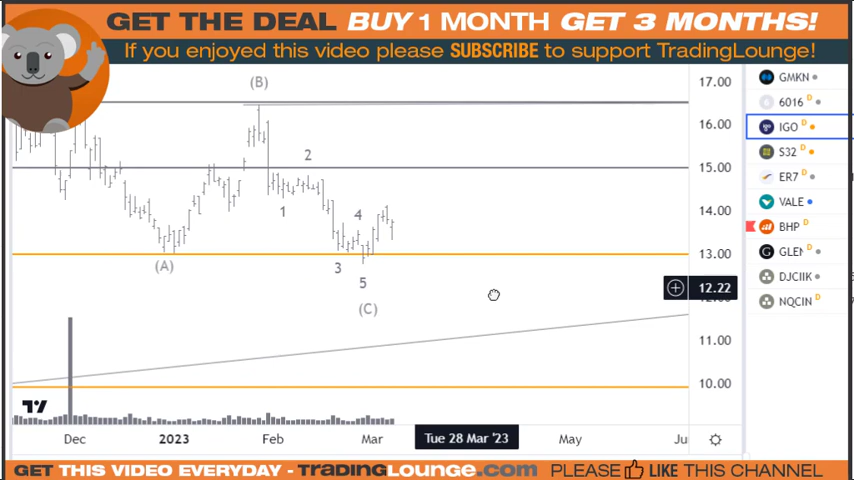 GET THE DEAL BUY 1 MONTH GET 3 MONTHS!
If you enjoyed this video please SUBSCRIBE to support TradingLounge!
(B)
17.00
GMKN
6016
16.00
IGO D
2
15.00
S32 D
ER7
1
4
14.00
VALE
BHP D
(A)
3
13.00
GLEN D
5
12.22
DJCIIK
(C)
NQCIN
11.00
10.00
Dec 2023 Feb Mar Tue 28 Mar '23 May Ju
GET THIS VIDEO EVERYDAY - TradingLounge.com PLEASE LIKE THIS CHANNEL